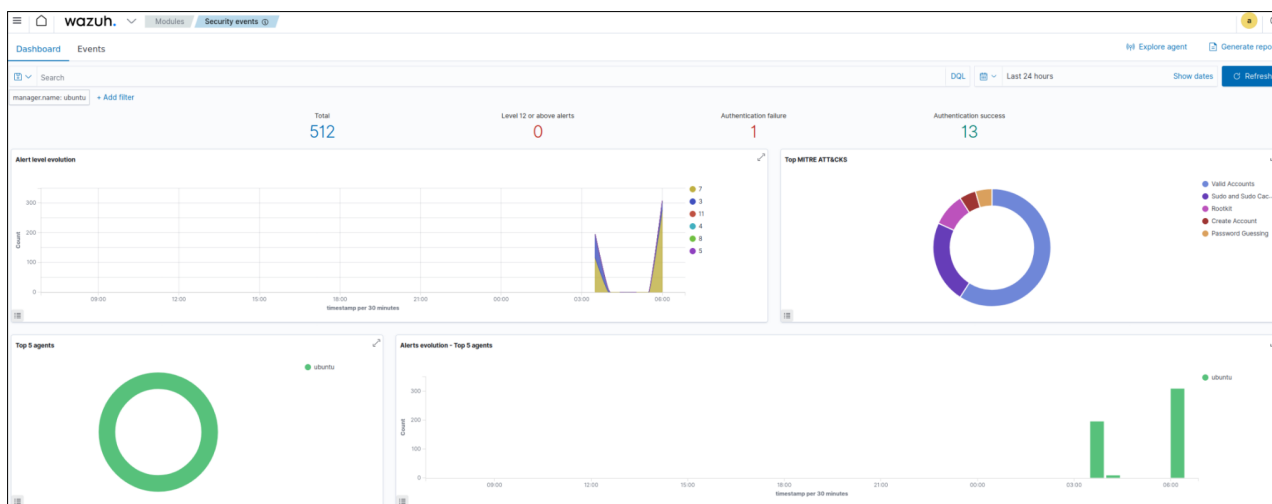 wazuh. Modules Security events
a
Dashboard Events Explore agent Generate repo
Search DQL Last 24 hours Show dates Refresh
manager.name: ubuntu + Add filter
Total Level 12 or above alerts Authentication failure Authentication success
512 0 1 13
Alert level evolution
300
200
100
0
Count
09:00 12:00 15:00 18:00 21:00 00:00 03:00 06:00
timestamp per 30 minutes
7
3
11
4
8
5
Top MITRE ATT&CKS
Valid Accounts
Sudo and Sudo Cac...
Rootkit
Create Account
Password Guessing
Top 5 agents
ubuntu
Alerts evolution - Top 5 agents
300
200
100
0
Count
09:00 12:00 15:00 18:00 21:00 00:00 03:00 06:00
timestamp per 30 minutes
ubuntu